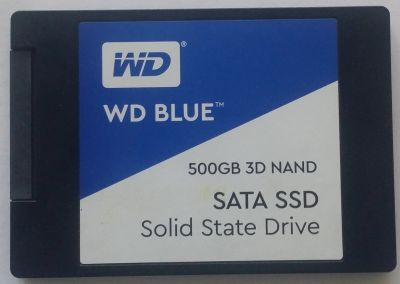 WD®
WD BLUE™
500GB 3D NAND
SATA SSD
Solid State Drive